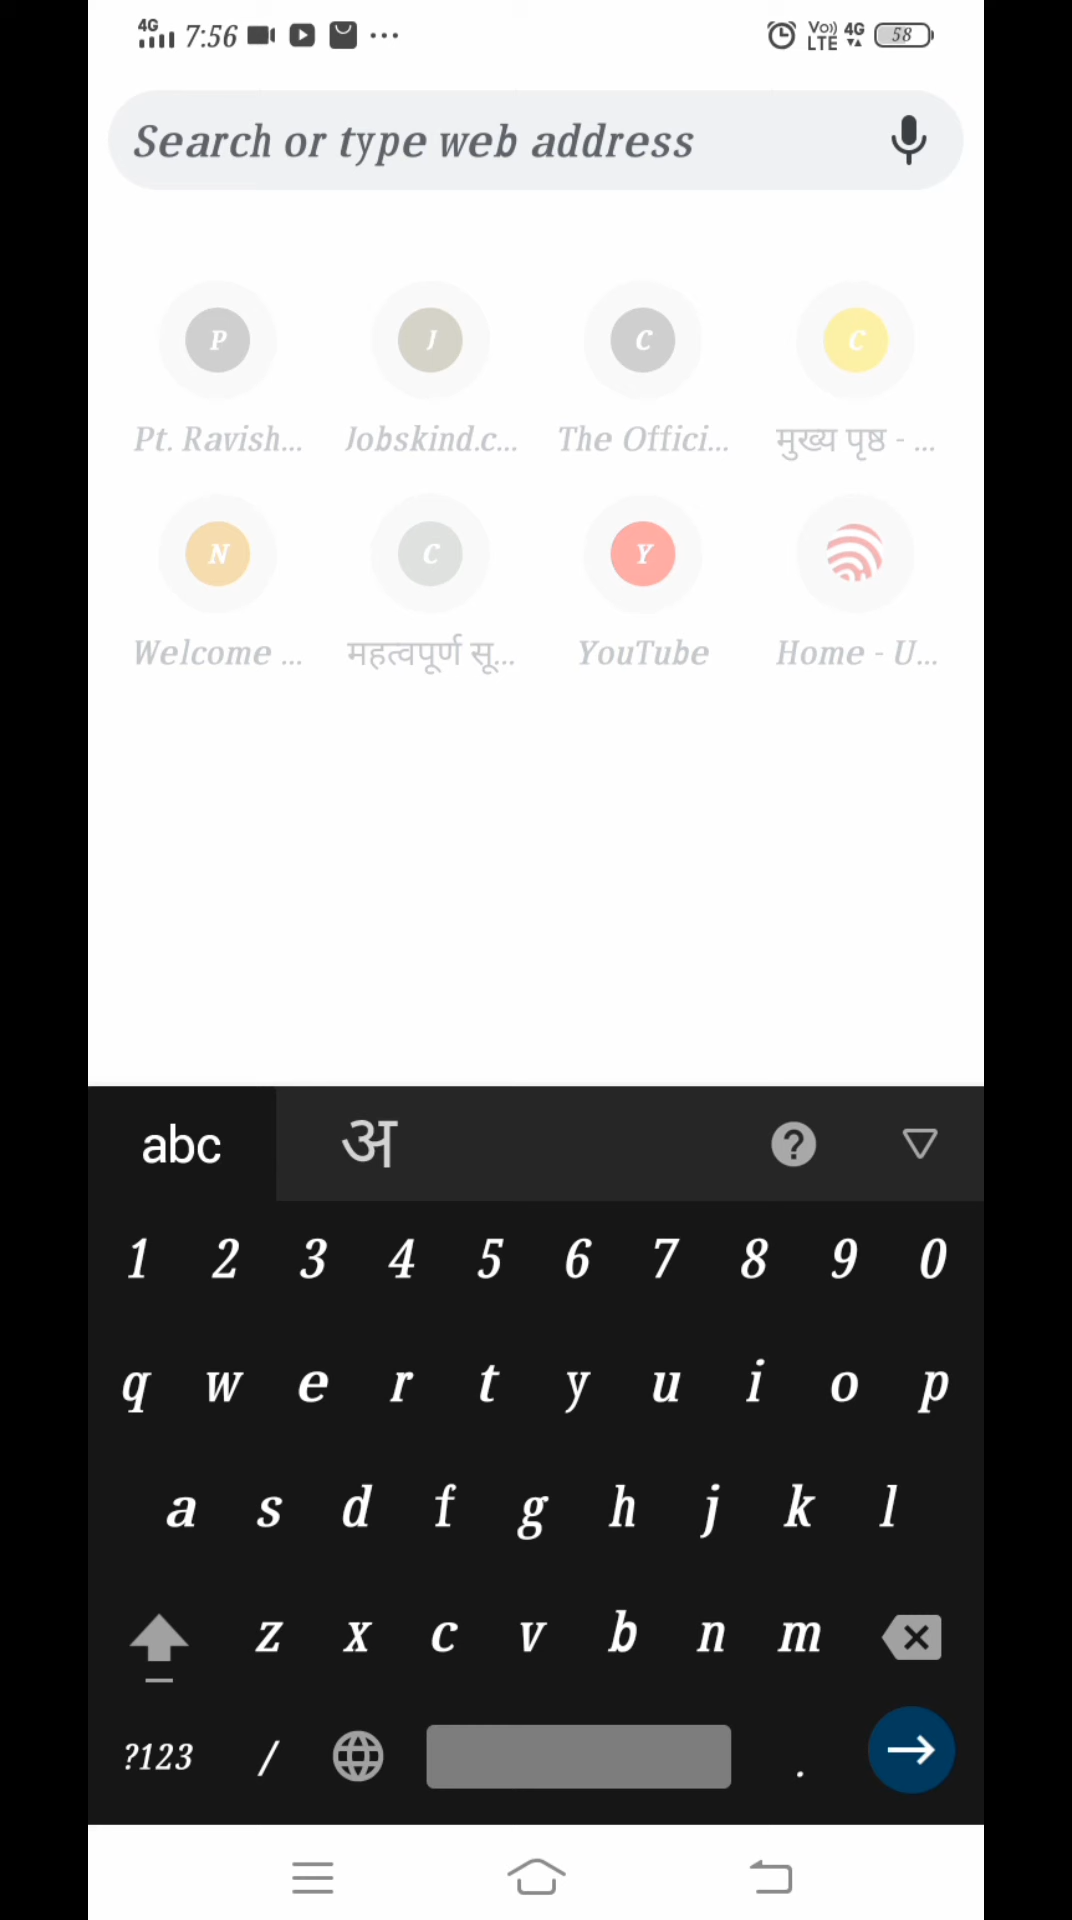 4G 7:56 Vo)) LTE 4G 58
Search or type web address
P J C C
Pt. Ravish... Jobskind.c... The Offici... मुख्य पृष्ठ - ...
N C Y
Welcome ... महत्वपूर्ण सू... YouTube Home - U...
abc अ ?
1 2 3 4 5 6 7 8 9 0
q w e r t y u i o p
a s d f g h j k l
z x c v b n m
?123 / .